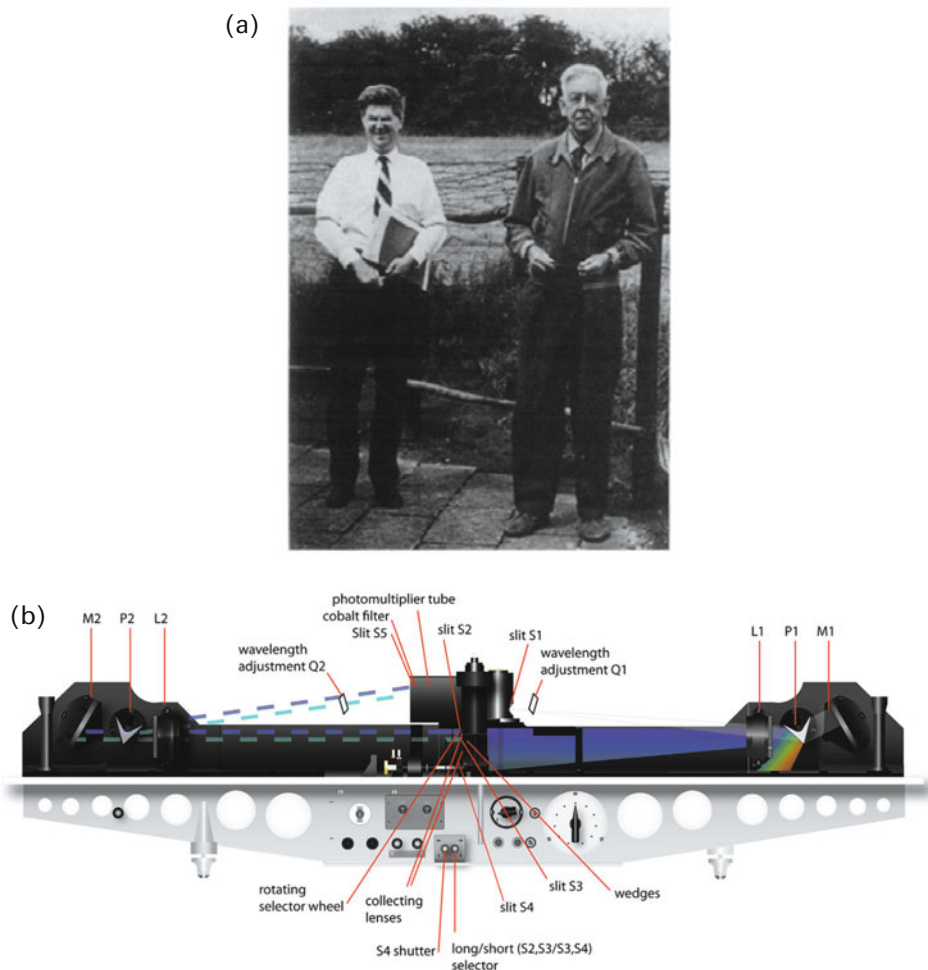 (a)
(b)
photomultiplier tube
cobalt filter
Slit S5
slit S2
slit S1
M2
P2
L2
wavelength
adjustment Q2
wavelength
adjustment Q1
L1
P1
M1
rotating
selector wheel
collecting
lenses
slit S4
slit S3
wedges
S4 shutter
long/short (S2,S3/S3,S4)
selector